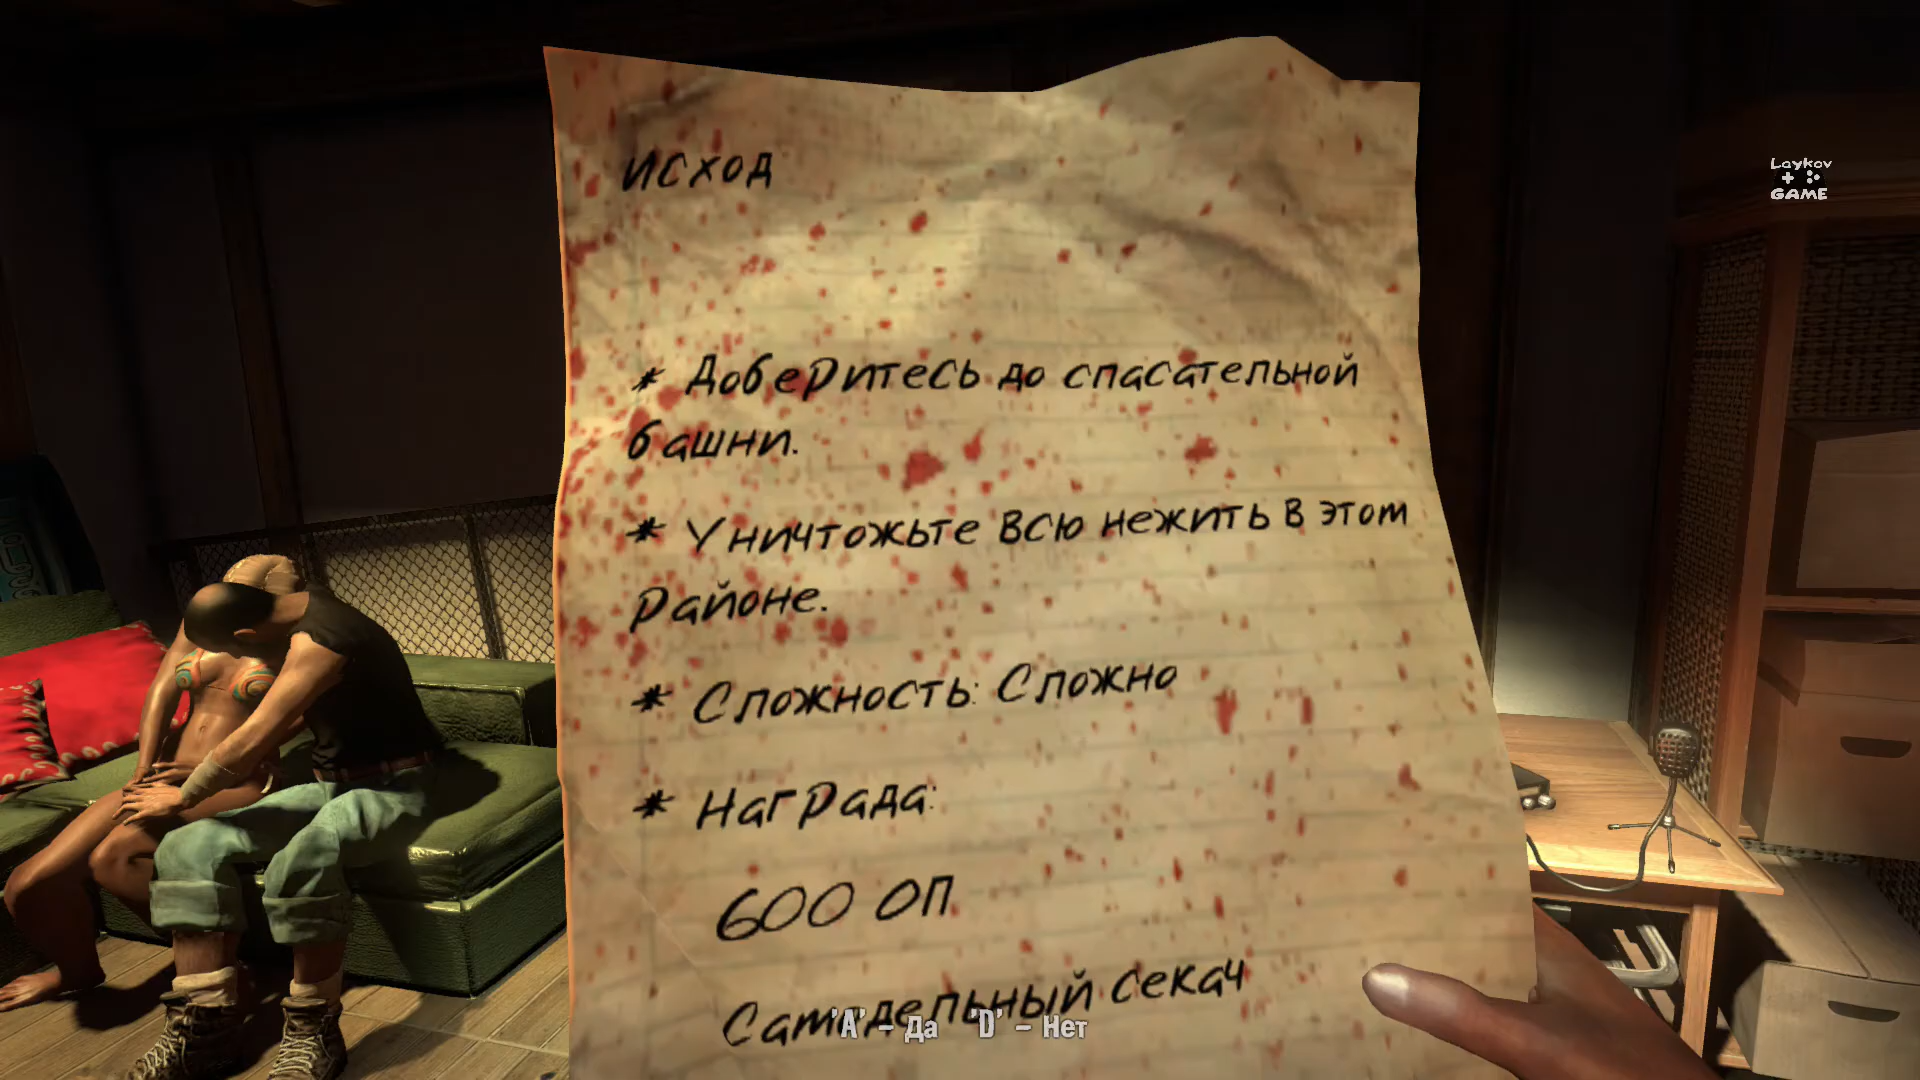 Laykov
GAME
ИСХОД
* Доберитесь до спасательной
башни.
* Уничтожьте всю нежить в этом
районе.
* Сложность: Сложно
* Награда:
600 ОП
Самодельный секач
'A' – Да 'D' – Нет